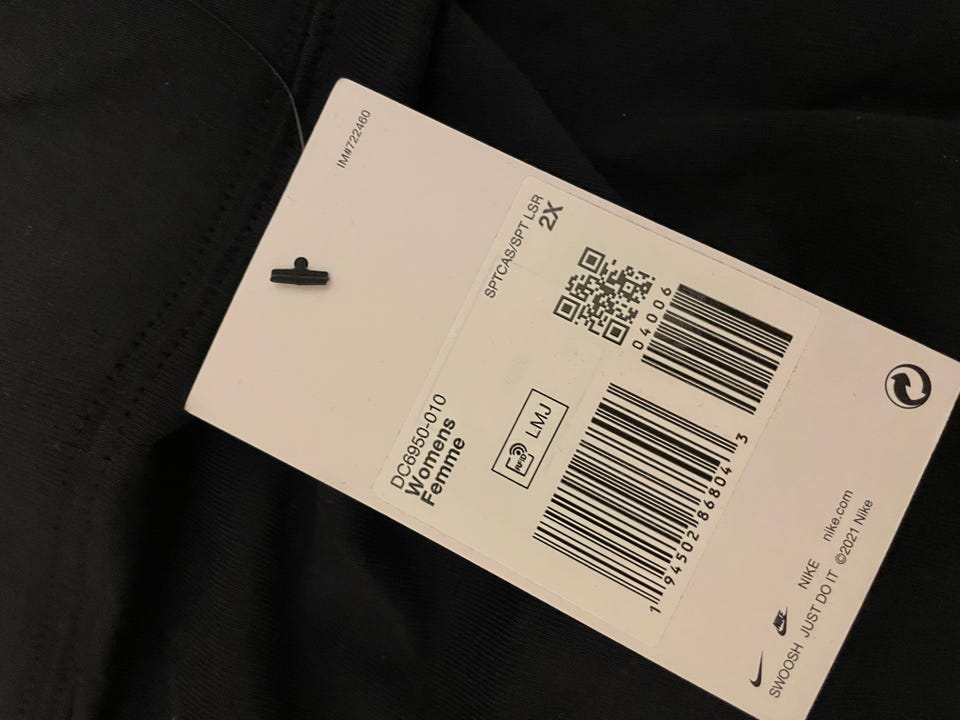 IM#722460
SPTCAS/SPT LSR
2X
DC6950-010
Womens
Femme
RFID
LMJ
04006
1 94502 86804 3
NIKE nike.com
SWOOSH JUST DO IT ©2021 Nike